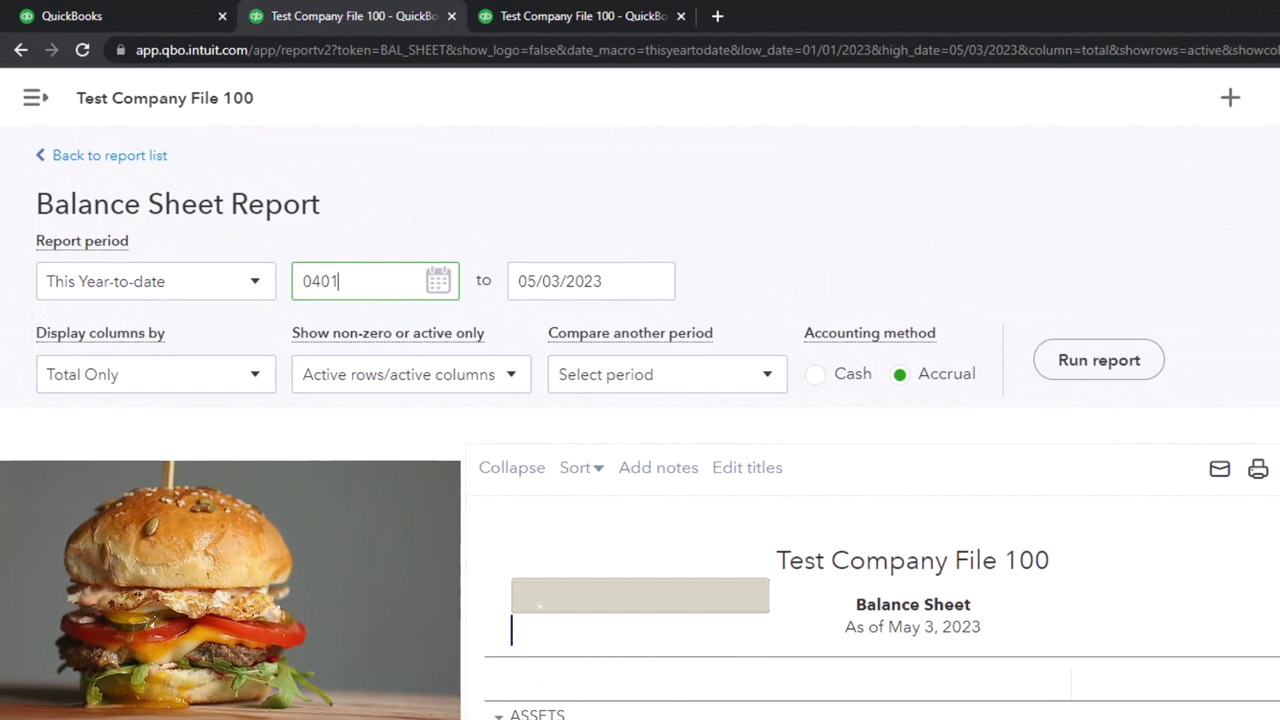 QuickBooks
Test Company File 100 - QuickBo
Test Company File 100 - QuickBo
app.qbo.intuit.com/app/reportv2?token=BAL_SHEET&show_logo=false&date_macro=thisyeartodate&low_date=01/01/2023&high_date=05/03/2023&column=total&showrows=active&showcol
Test Company File 100
Back to report list
Balance Sheet Report
Report period
This Year-to-date 0401 to 05/03/2023
Display columns by Show non-zero or active only Compare another period Accounting method
Total Only Active rows/active columns Select period Cash Accrual Run report
Collapse Sort Add notes Edit titles
Test Company File 100
Balance Sheet
As of May 3, 2023
ASSETS